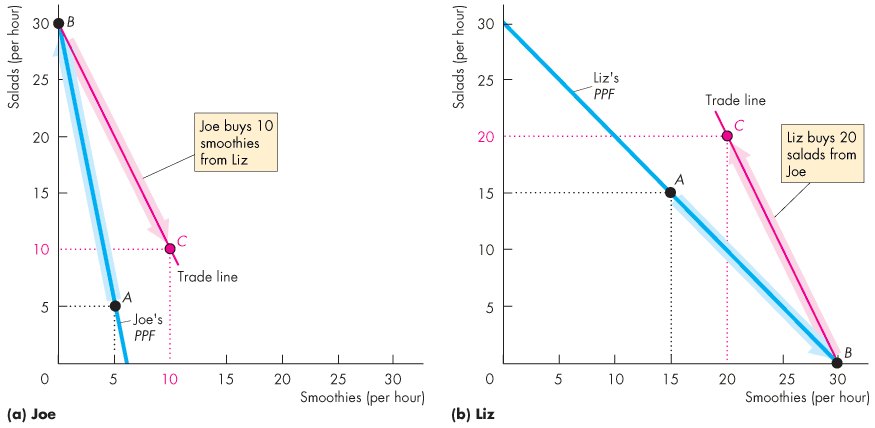 Salads (per hour)
30
25
20
15
10
5
0
B
Joe buys 10
smoothies
from Liz
C
Trade line
A
Joe's
PPF
5
10
15
20
25
30
Smoothies (per hour)
(a) Joe
Salads (per hour)
30
25
20
15
10
5
0
Liz's
PPF
Trade line
C
Liz buys 20
salads from
Joe
A
B
5
10
15
20
25
30
Smoothies (per hour)
(b) Liz